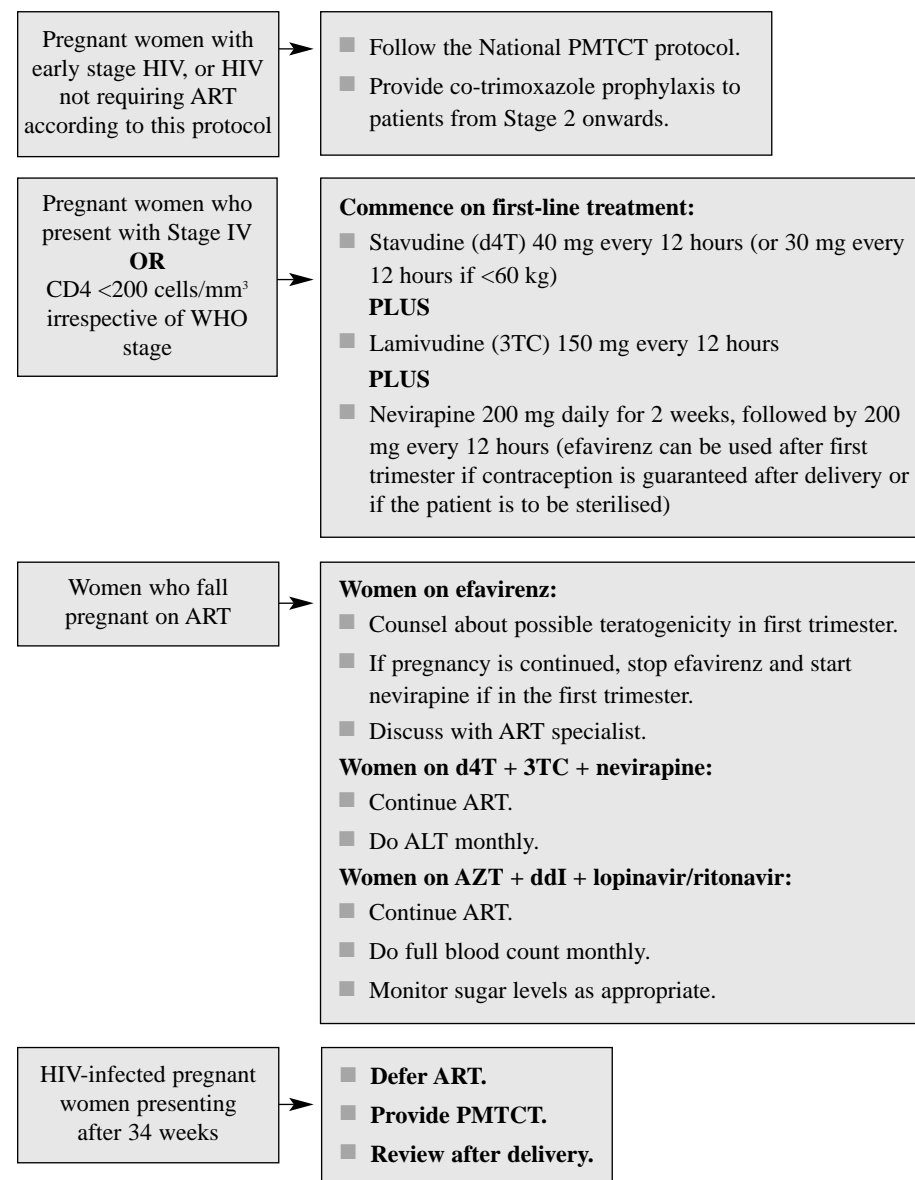 Pregnant women with
early stage HIV, or HIV
not requiring ART
according to this protocol
Follow the National PMTCT protocol.
Provide co-trimoxazole prophylaxis to
patients from Stage 2 onwards.
Pregnant women who
present with Stage IV
OR
CD4 <200 cells/mm³
irrespective of WHO
stage
Commence on first-line treatment:
Stavudine (d4T) 40 mg every 12 hours (or 30 mg every
12 hours if <60 kg)
PLUS
Lamivudine (3TC) 150 mg every 12 hours
PLUS
Nevirapine 200 mg daily for 2 weeks, followed by 200
mg every 12 hours (efavirenz can be used after first
trimester if contraception is guaranteed after delivery or
if the patient is to be sterilised)
Women who fall
pregnant on ART
Women on efavirenz:
Counsel about possible teratogenicity in first trimester.
If pregnancy is continued, stop efavirenz and start
nevirapine if in the first trimester.
Discuss with ART specialist.
Women on d4T + 3TC + nevirapine:
Continue ART.
Do ALT monthly.
Women on AZT + ddI + lopinavir/ritonavir:
Continue ART.
Do full blood count monthly.
Monitor sugar levels as appropriate.
HIV-infected pregnant
women presenting
after 34 weeks
Defer ART.
Provide PMTCT.
Review after delivery.